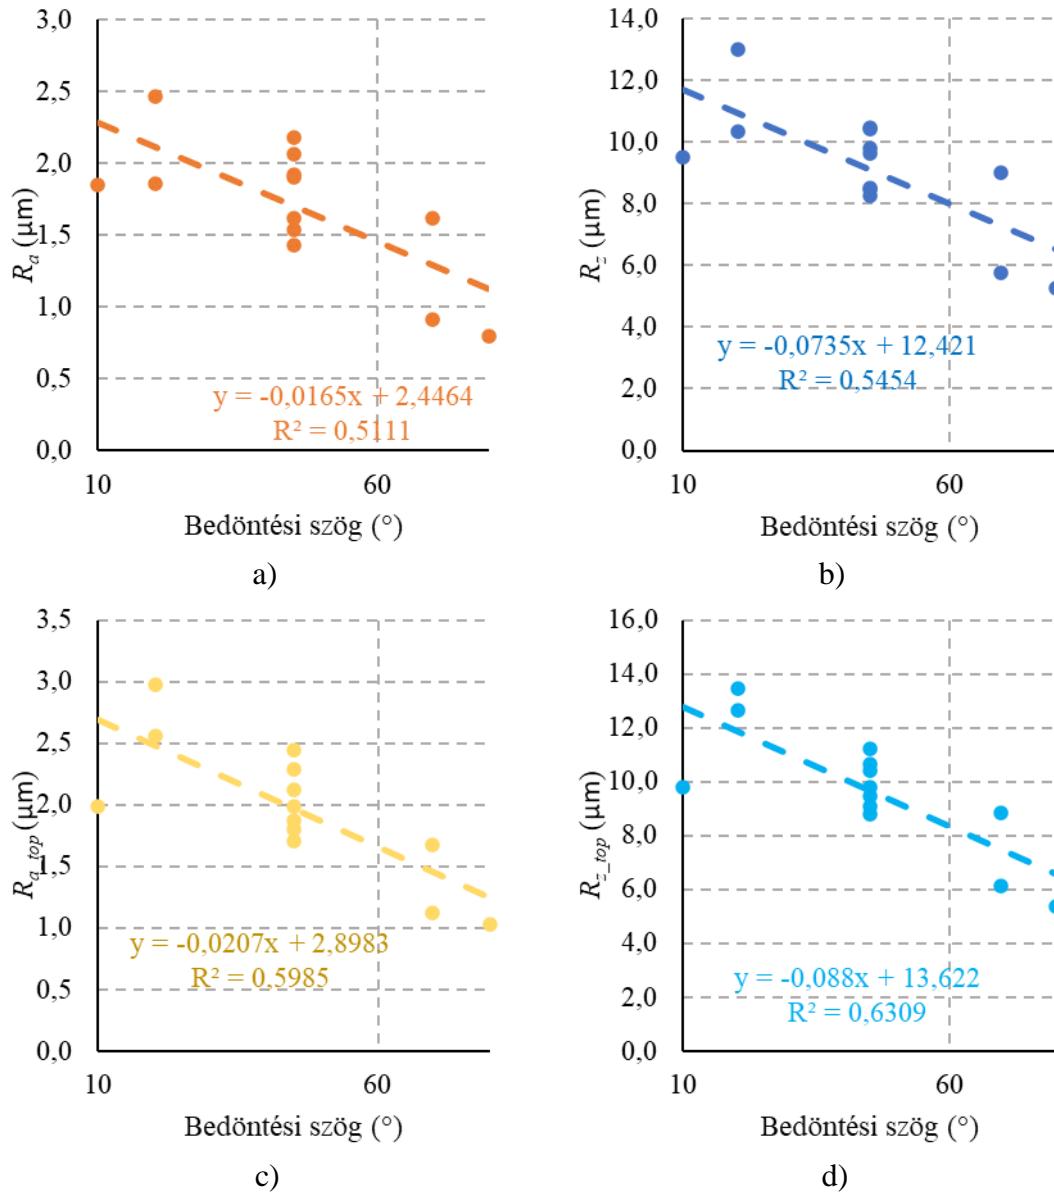 3,0
2,5
2,0
1,5
1,0
0,5
0,0
R_a (μm)
y = -0,0165x + 2,4464
R² = 0,5111
10 60
Bedöntési szög (°)
a)
14,0
12,0
10,0
8,0
6,0
4,0
2,0
0,0
R_z (μm)
y = -0,0735x + 12,421
R² = 0,5454
10 60
Bedöntési szög (°)
b)
3,5
3,0
2,5
2,0
1,5
1,0
0,5
0,0
R_a_top (μm)
y = -0,0207x + 2,8983
R² = 0,5985
10 60
Bedöntési szög (°)
c)
16,0
14,0
12,0
10,0
8,0
6,0
4,0
2,0
0,0
R_z_top (μm)
y = -0,088x + 13,622
R² = 0,6309
10 60
Bedöntési szög (°)
d)